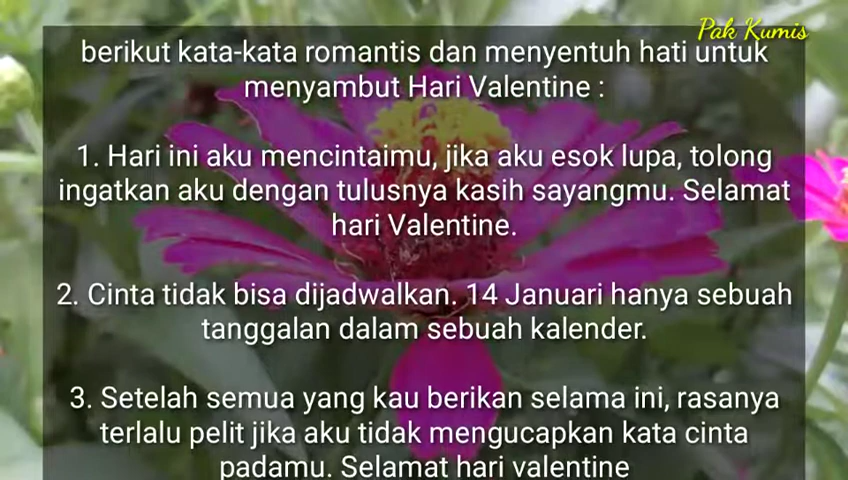 Pak Kumis
berikut kata-kata romantis dan menyentuh hati untuk
menyambut Hari Valentine :
1. Hari ini aku mencintaimu, jika aku esok lupa, tolong
ingatkan aku dengan tulusnya kasih sayangmu. Selamat
hari Valentine.
2. Cinta tidak bisa dijadwalkan. 14 Januari hanya sebuah
tanggalan dalam sebuah kalender.
3. Setelah semua yang kau berikan selama ini, rasanya
terlalu pelit jika aku tidak mengucapkan kata cinta
padamu. Selamat hari valentine